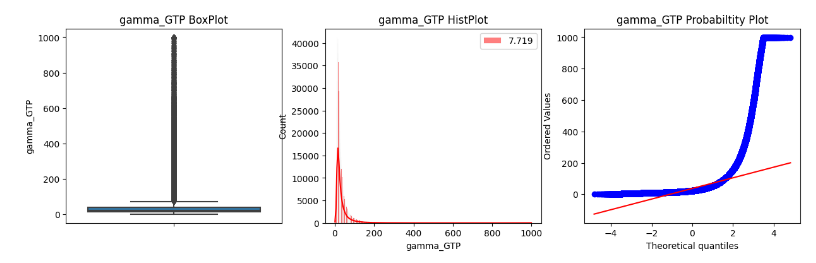 gamma_GTP BoxPlot
gamma_GTP
1000
800
600
400
200
0
gamma_GTP HistPlot
7.719
Count
40000
35000
30000
25000
20000
15000
10000
5000
0
0 200 400 600 800 1000
gamma_GTP
gamma_GTP Probabiltity Plot
Ordered Values
1000
800
600
400
200
0
−4 −2 0 2 4
Theoretical quantiles